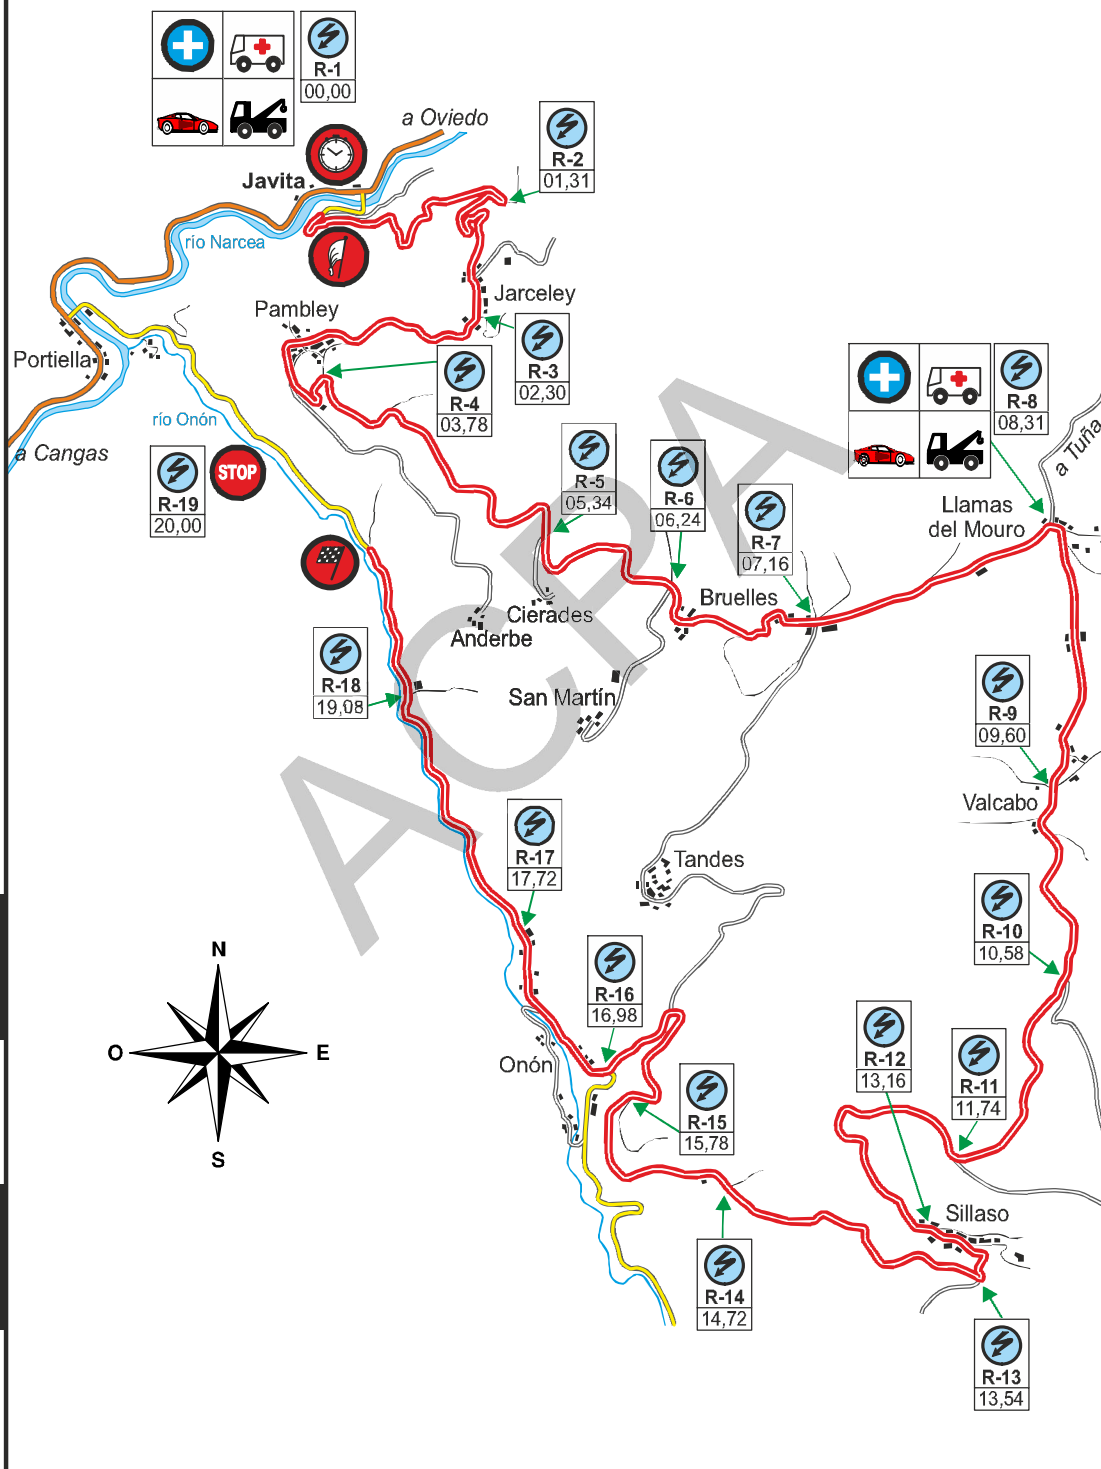 R-1
00,00
a Oviedo
R-2
01,31
Javita
río Narcea
Jarceley
Pambley
R-3
02,30
Portiella
R-4
03,78
R-8
08,31
río Onón
a Cangas
a Tuña
STOP
R-19
20,00
R-5
05,34
R-6
06,24
R-7
07,16
Llamas
del Mouro
Bruelles
Cierades
Anderbe
R-18
19,08
San Martín
R-9
09,60
Valcabo
R-17
17,72
Tandes
R-10
10,58
N
O
E
S
R-16
16,98
Onón
R-12
13,16
R-11
11,74
R-15
15,78
Sillaso
R-14
14,72
R-13
13,54
ACPA